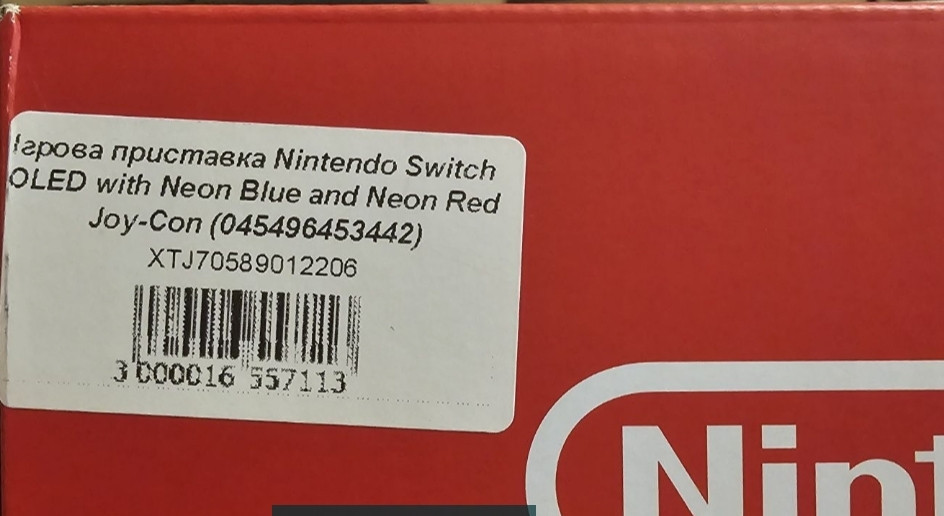 Ігрова приставка Nintendo Switch
OLED with Neon Blue and Neon Red
Joy-Con (045496453442)
XTJ70589012206
3 000016 557113
Nint